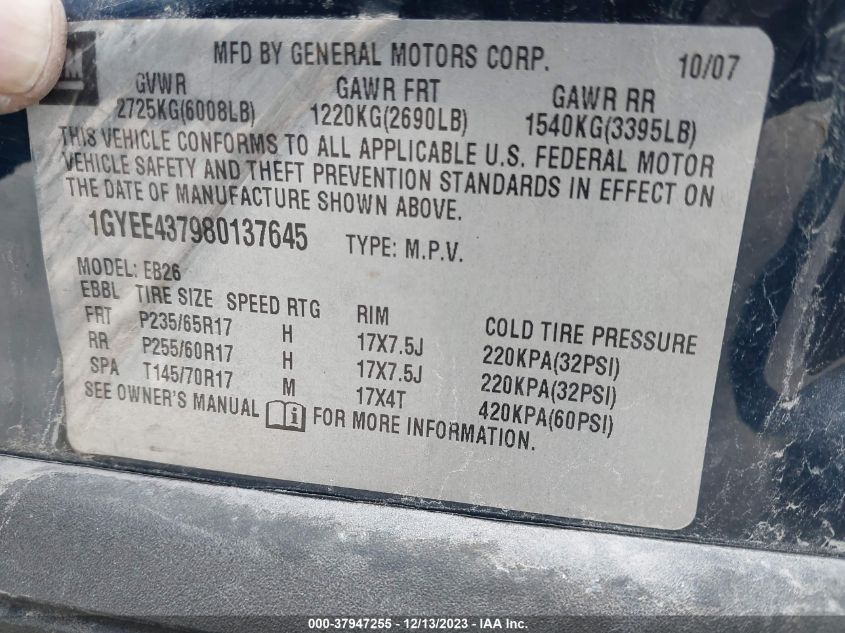 GM
MFD BY GENERAL MOTORS CORP. 10/07
GVWR GAWR FRT GAWR RR
2725KG(6008LB) 1220KG(2690LB) 1540KG(3395LB)
THIS VEHICLE CONFORMS TO ALL APPLICABLE U.S. FEDERAL MOTOR
VEHICLE SAFETY AND THEFT PREVENTION STANDARDS IN EFFECT ON
THE DATE OF MANUFACTURE SHOWN ABOVE.
1GYEE437980137645 TYPE: M.P.V.
MODEL: EB26
EBBL TIRE SIZE SPEED RTG RIM COLD TIRE PRESSURE
FRT P235/65R17 H 17X7.5J 220KPA(32PSI)
RR P255/60R17 H 17X7.5J 220KPA(32PSI)
SPA T145/70R17 M 17X4T 420KPA(60PSI)
SEE OWNER'S MANUAL FOR MORE INFORMATION.
000-37947255 - 12/13/2023 - IAA Inc.